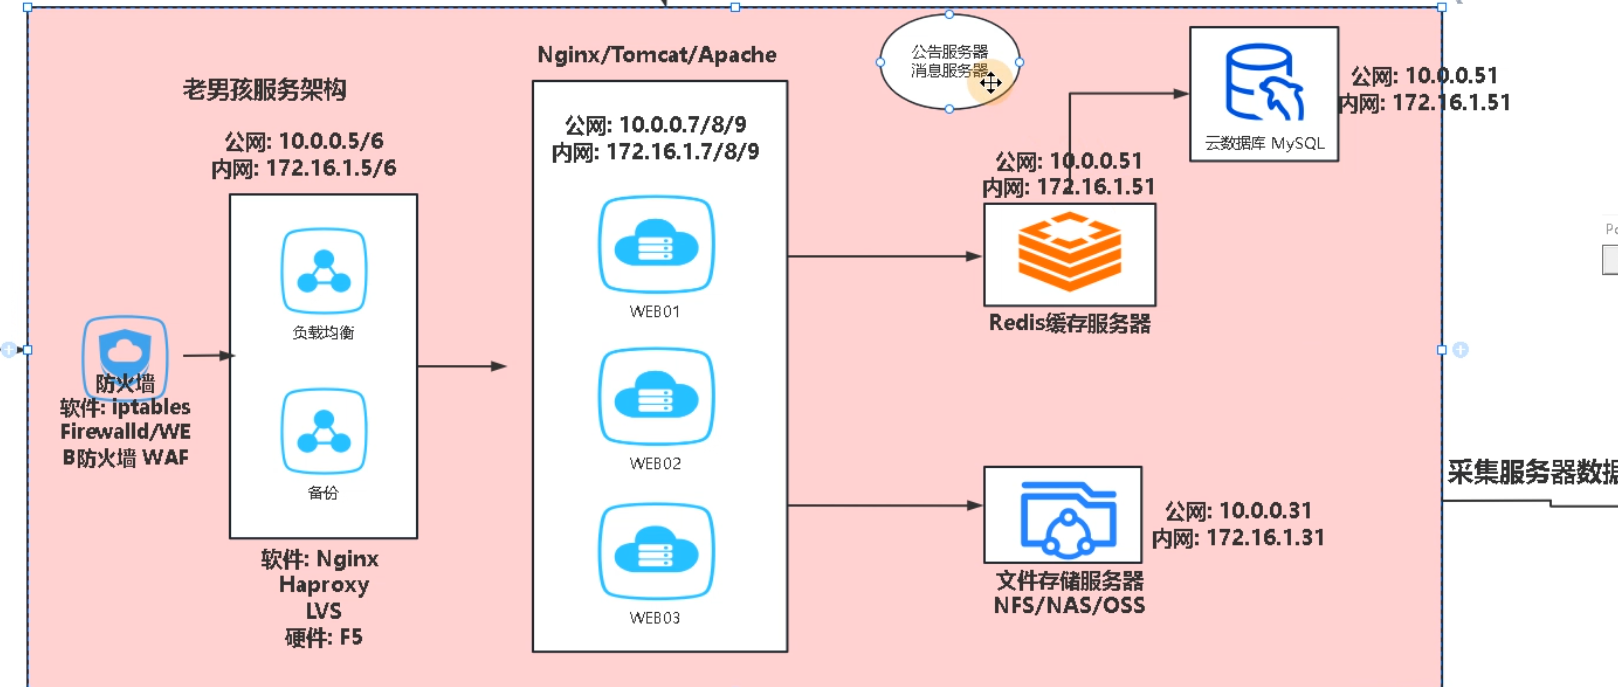 老男孩服务架构
公网: 10.0.0.5/6
内网: 172.16.1.5/6
防火墙
软件: iptables
Firewalld/WE
B防火墙 WAF
负载均衡
备份
软件: Nginx
Haproxy
LVS
硬件: F5
Nginx/Tomcat/Apache
公网: 10.0.0.7/8/9
内网: 172.16.1.7/8/9
WEB01
WEB02
WEB03
公告服务器
消息服务器
公网: 10.0.0.51
内网: 172.16.1.51
Redis缓存服务器
云数据库 MySQL
公网: 10.0.0.51
内网: 172.16.1.51
公网: 10.0.0.31
内网: 172.16.1.31
文件存储服务器
NFS/NAS/OSS
采集服务器数据